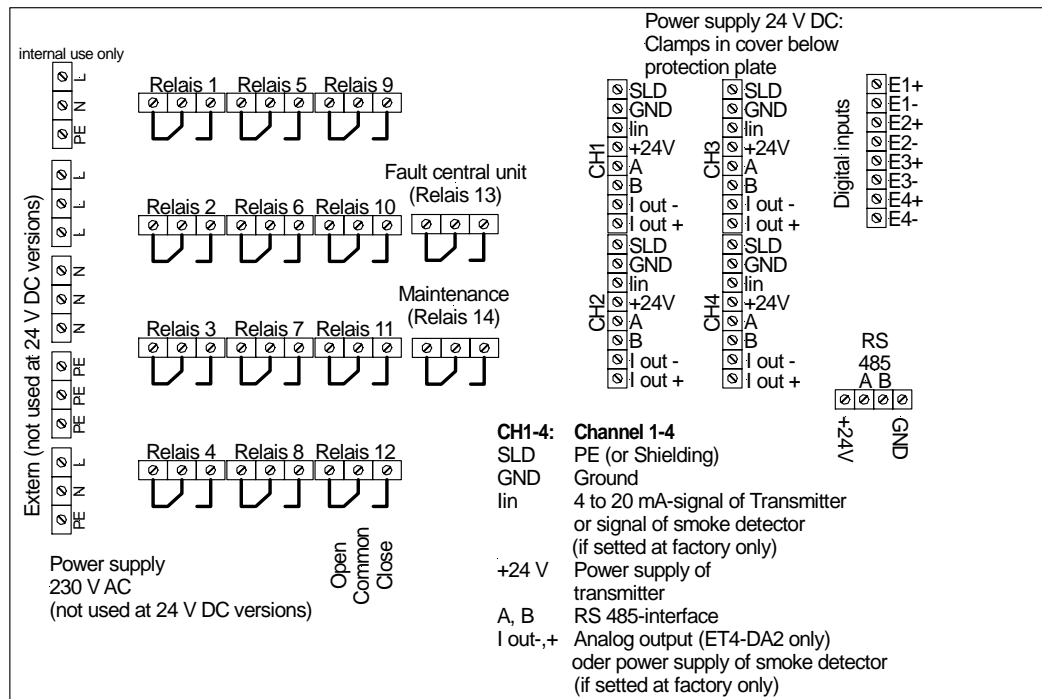 Power supply 24 V DC:
Clamps in cover below
protection plate
internal use only
L
N
PE
Relais 1 Relais 5 Relais 9
L
L
L
Relais 2 Relais 6 Relais 10
Fault central unit
(Relais 13)
N
N
N
Relais 3 Relais 7 Relais 11
Maintenance
(Relais 14)
PE
PE
PE
Relais 4 Relais 8 Relais 12
L
N
PE
Extern (not used at 24 V DC versions)
Open
Common
Close
Power supply
230 V AC
(not used at 24 V DC versions)
CH1
SLD
GND
Iin
+24V
A
B
I out -
I out +
CH2
SLD
GND
Iin
+24V
A
B
I out -
I out +
CH3
SLD
GND
Iin
+24V
A
B
I out -
I out +
CH4
SLD
GND
Iin
+24V
A
B
I out -
I out +
Digital inputs
E1+
E1-
E2+
E2-
E3+
E3-
E4+
E4-
RS
485
A B
+24V
GND
CH1-4: Channel 1-4
SLD PE (or Shielding)
GND Ground
Iin 4 to 20 mA-signal of Transmitter
or signal of smoke detector
(if setted at factory only)
+24 V Power supply of
transmitter
A, B RS 485-interface
I out-,+ Analog output (ET4-DA2 only)
oder power supply of smoke detector
(if setted at factory only)